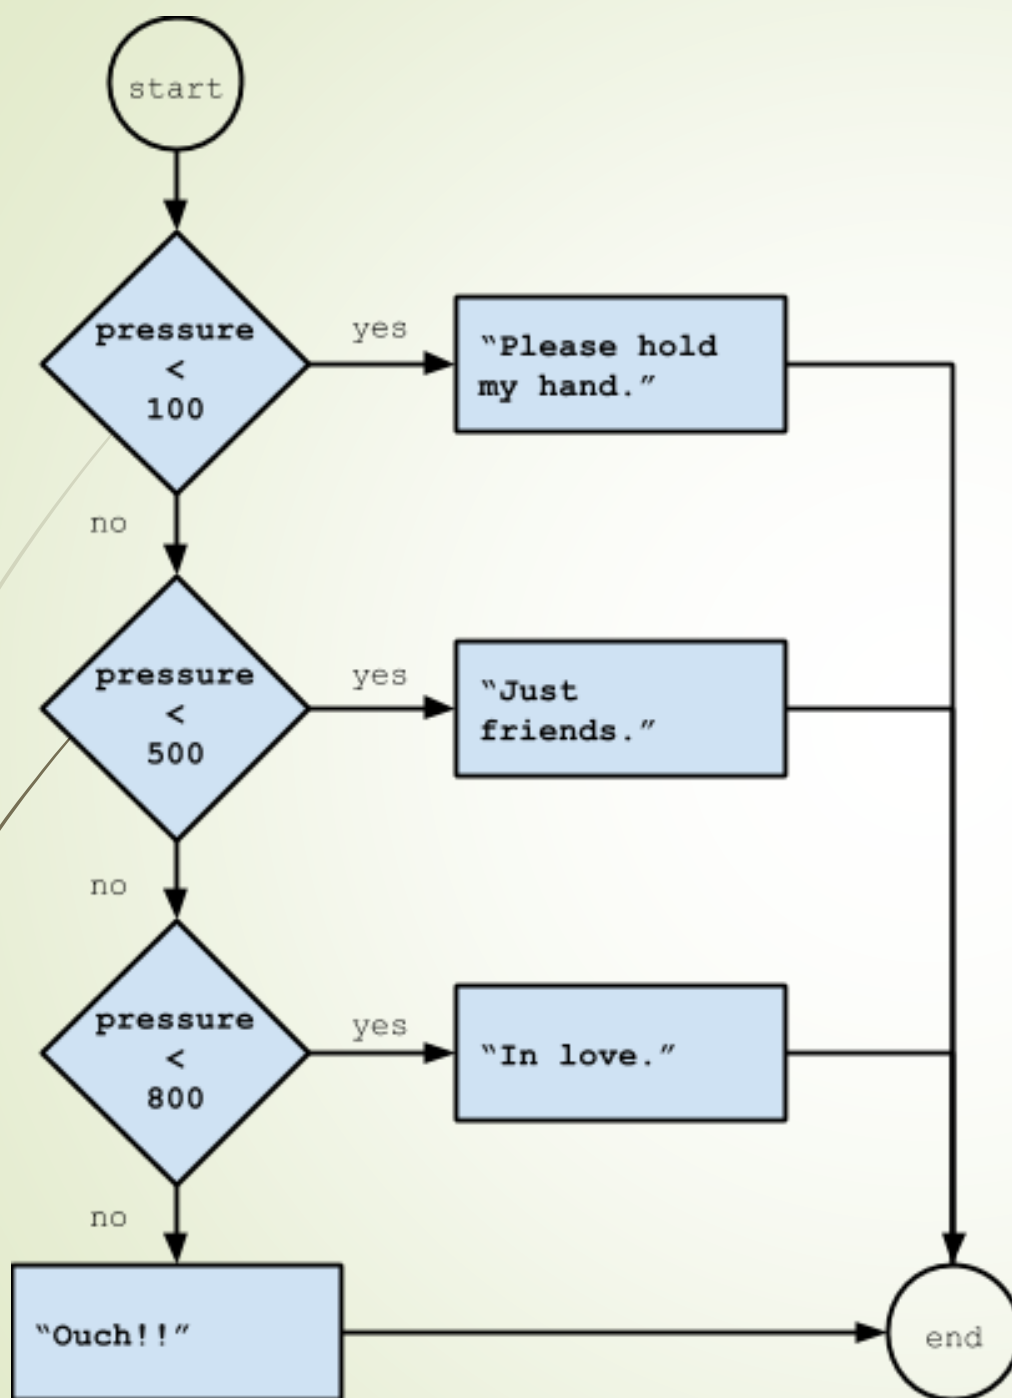 start
pressure
<
100
yes
“Please hold
my hand.”
no
pressure
<
500
yes
“Just
friends.”
no
pressure
<
800
yes
“In love.”
no
“Ouch!!”
end